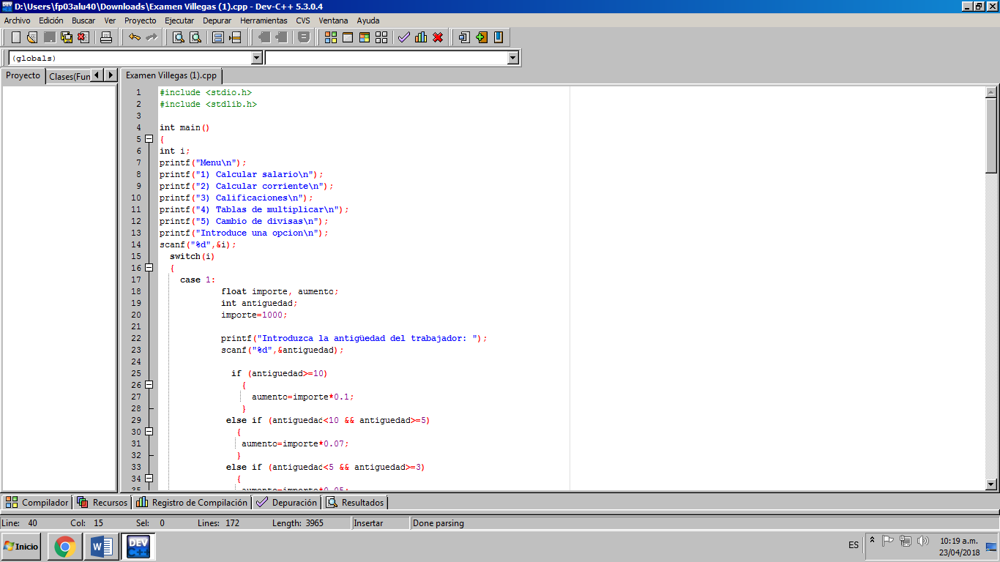 D:\Users\fp03alu40\Downloads\Examen Villegas (1).cpp - Dev-C++ 5.3.0.4
Archivo Edición Buscar Ver Proyecto Ejecutar Depurar Herramientas CVS Ventana Ayuda
(globals)
Proyecto Clases(Fun Examen Villegas (1).cpp
1 #include <stdio.h>
2 #include <stdlib.h>
3
4 int main()
5 {
6 int i;
7 printf("Menu\n");
8 printf("1) Calcular salario\n");
9 printf("2) Calcular corriente\n");
10 printf("3) Calificaciones\n");
11 printf("4) Tablas de multiplicar\n");
12 printf("5) Cambio de divisas\n");
13 printf("Introduce una opcion\n");
14 scanf("%d",&i);
15 switch(i)
16 {
17 case 1:
18 float importe, aumento;
19 int antiguedad;
20 importe=1000;
21
22 printf("Introduzca la antigüedad del trabajador: ");
23 scanf("%d",&antiguedad);
24
25 if (antiguedad>=10)
26 {
27 aumento=importe*0.1;
28 }
29 else if (antiguedad<10 && antiguedad>=5)
30 {
31 aumento=importe*0.07;
32 }
33 else if (antiguedad<5 && antiguedad>=3)
34 {
35 aumento=importe*0.05;
Compilador Recursos Registro de Compilación Depuración Resultados
Line: 40 Col: 15 Sel: 0 Lines: 172 Length: 3965 Insertar Done parsing
Inicio DEV C++ ES 10:19 a.m.
23/04/2018